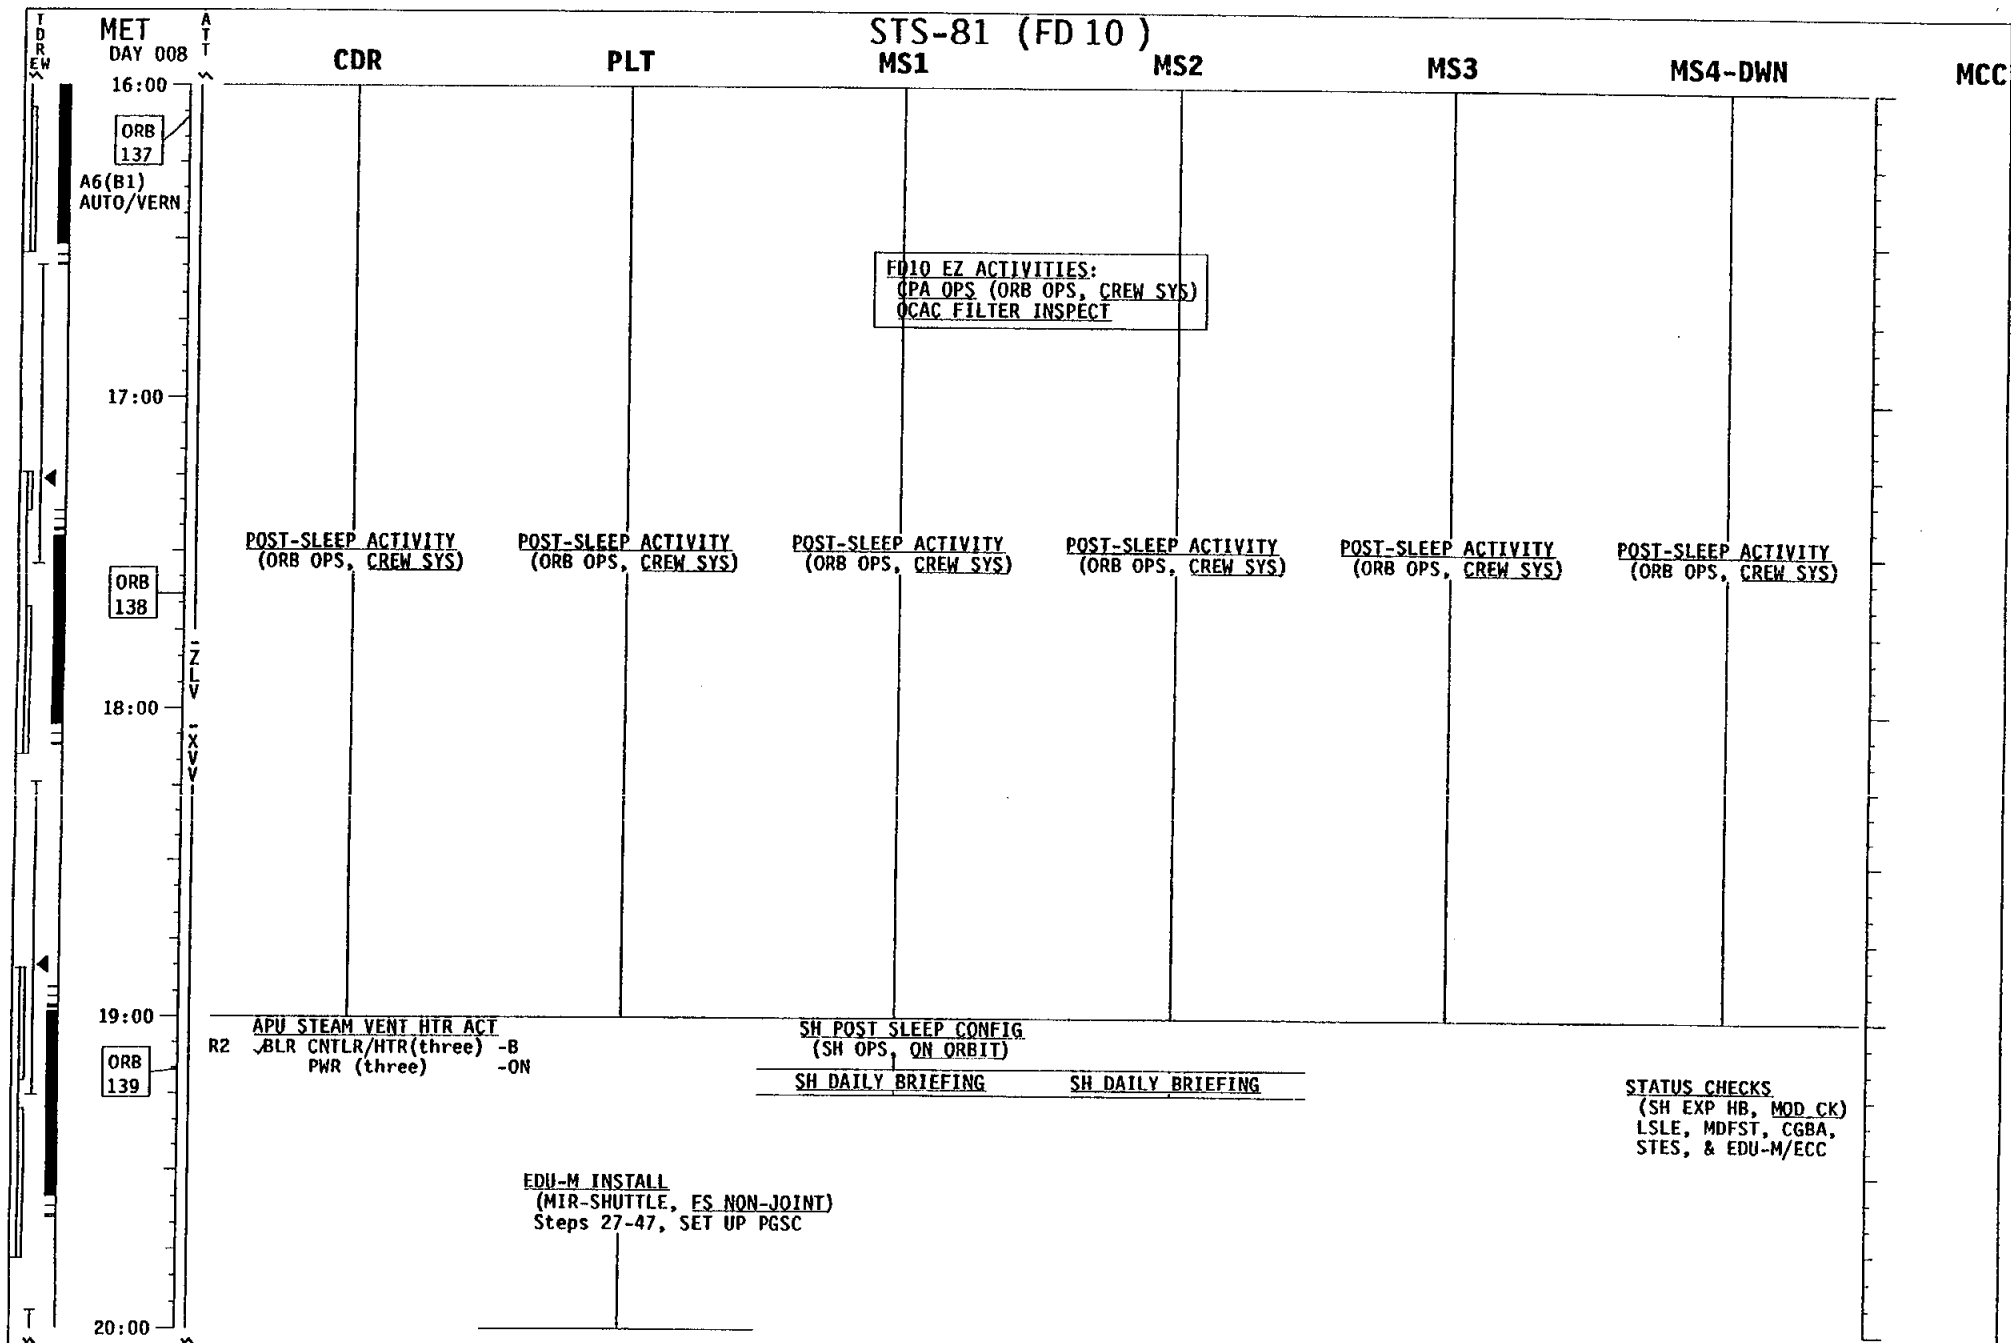 STS-81 (FD 10 )
TDRS
EW
MET
DAY 008
ATT
CDR
PLT
MS1
MS2
MS3
MS4-DWN
MCC
16:00
ORB
137
A6(B1)
AUTO/VERN
FD10 EZ ACTIVITIES:
CPA OPS (ORB OPS, CREW SYS)
OCAC FILTER INSPECT
17:00
POST-SLEEP ACTIVITY
(ORB OPS, CREW SYS)
POST-SLEEP ACTIVITY
(ORB OPS, CREW SYS)
POST-SLEEP ACTIVITY
(ORB OPS, CREW SYS)
POST-SLEEP ACTIVITY
(ORB OPS, CREW SYS)
POST-SLEEP ACTIVITY
(ORB OPS, CREW SYS)
POST-SLEEP ACTIVITY
(ORB OPS, CREW SYS)
ORB
138
-ZLV
18:00
-XVV
19:00
APU STEAM VENT HTR ACT
R2 ✓BLR CNTLR/HTR(three) -B
PWR (three) -ON
SH POST SLEEP CONFIG
(SH OPS, ON ORBIT)
ORB
139
SH DAILY BRIEFING
SH DAILY BRIEFING
STATUS CHECKS
(SH EXP HB, MOD CK)
LSLE, MDFST, CGBA,
STES, & EDU-M/ECC
EDU-M INSTALL
(MIR-SHUTTLE, FS NON-JOINT)
Steps 27-47, SET UP PGSC
20:00